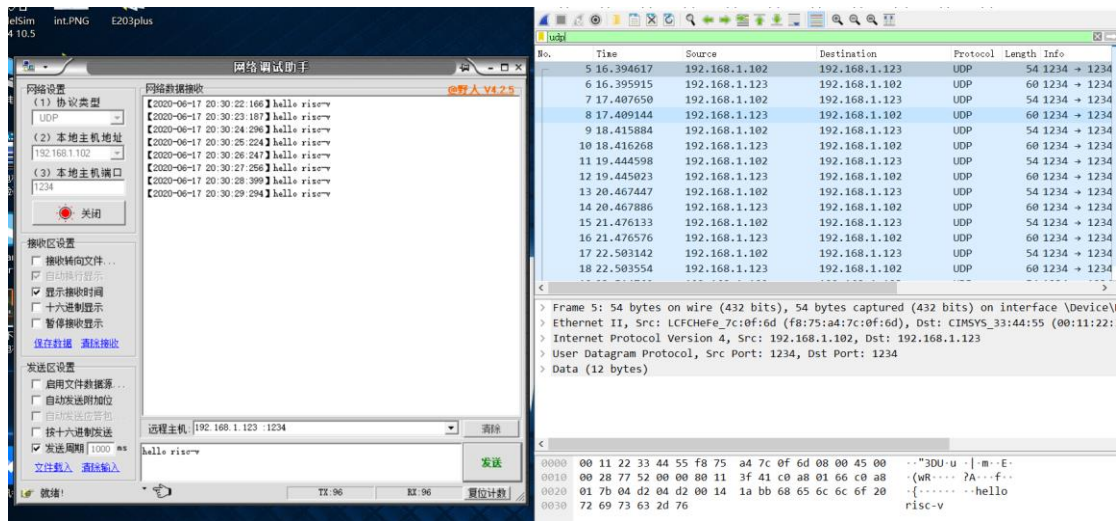 elSim
int.PNG
E203plus
4 10.5
网络调试助手
网络设置
(1) 协议类型
UDP
(2) 本地主机地址
192.168.1.102
(3) 本地主机端口
1234
关闭
接收区设置
接收转向文件...
自动换行显示
显示接收时间
十六进制显示
暂停接收显示
保存数据 清除接收
发送区设置
启用文件数据源...
自动发送附加位
自动发送应答包
按十六进制发送
发送周期 1000 ms
文件载入 清除输入
就绪!
网络数据接收
@野人 V4.2.5
【2020-06-17 20:30:22:166】hello risc-v
【2020-06-17 20:30:23:187】hello risc-v
【2020-06-17 20:30:24:296】hello risc-v
【2020-06-17 20:30:25:224】hello risc-v
【2020-06-17 20:30:26:247】hello risc-v
【2020-06-17 20:30:27:256】hello risc-v
【2020-06-17 20:30:28:399】hello risc-v
【2020-06-17 20:30:29:294】hello risc-v
远程主机: 192.168.1.123 :1234 清除
hello risc-v
发送
TX:96 RX:96 复位计数
udp
No. Time Source Destination Protocol Length Info
5 16.394617 192.168.1.102 192.168.1.123 UDP 54 1234 → 1234
6 16.395915 192.168.1.123 192.168.1.102 UDP 60 1234 → 1234
7 17.407650 192.168.1.102 192.168.1.123 UDP 54 1234 → 1234
8 17.409144 192.168.1.123 192.168.1.102 UDP 60 1234 → 1234
9 18.415884 192.168.1.102 192.168.1.123 UDP 54 1234 → 1234
10 18.416268 192.168.1.123 192.168.1.102 UDP 60 1234 → 1234
11 19.444598 192.168.1.102 192.168.1.123 UDP 54 1234 → 1234
12 19.445023 192.168.1.123 192.168.1.102 UDP 60 1234 → 1234
13 20.467447 192.168.1.102 192.168.1.123 UDP 54 1234 → 1234
14 20.467886 192.168.1.123 192.168.1.102 UDP 60 1234 → 1234
15 21.476133 192.168.1.102 192.168.1.123 UDP 54 1234 → 1234
16 21.476576 192.168.1.123 192.168.1.102 UDP 60 1234 → 1234
17 22.503142 192.168.1.102 192.168.1.123 UDP 54 1234 → 1234
18 22.503554 192.168.1.123 192.168.1.102 UDP 60 1234 → 1234
Frame 5: 54 bytes on wire (432 bits), 54 bytes captured (432 bits) on interface \Device\
Ethernet II, Src: LCFCHeFe_7c:0f:6d (f8:75:a4:7c:0f:6d), Dst: CIMSYS_33:44:55 (00:11:22:
Internet Protocol Version 4, Src: 192.168.1.102, Dst: 192.168.1.123
User Datagram Protocol, Src Port: 1234, Dst Port: 1234
Data (12 bytes)
0000 00 11 22 33 44 55 f8 75 a4 7c 0f 6d 08 00 45 00 ··"3DU·u ·|·m··E·
0010 00 28 77 52 00 00 80 11 3f 41 c0 a8 01 66 c0 a8 ·(wR···· ?A···f··
0020 01 7b 04 d2 04 d2 00 14 1a bb 68 65 6c 6c 6f 20 ·{······ ··hello
0030 72 69 73 63 2d 76 risc-v